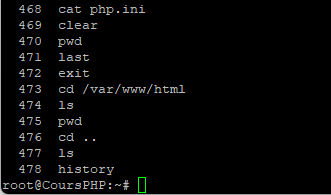 468  cat php.ini
469  clear
470  pwd
471  last
472  exit
473  cd /var/www/html
474  ls
475  pwd
476  cd ..
477  ls
478  history
root@CoursPHP:~#